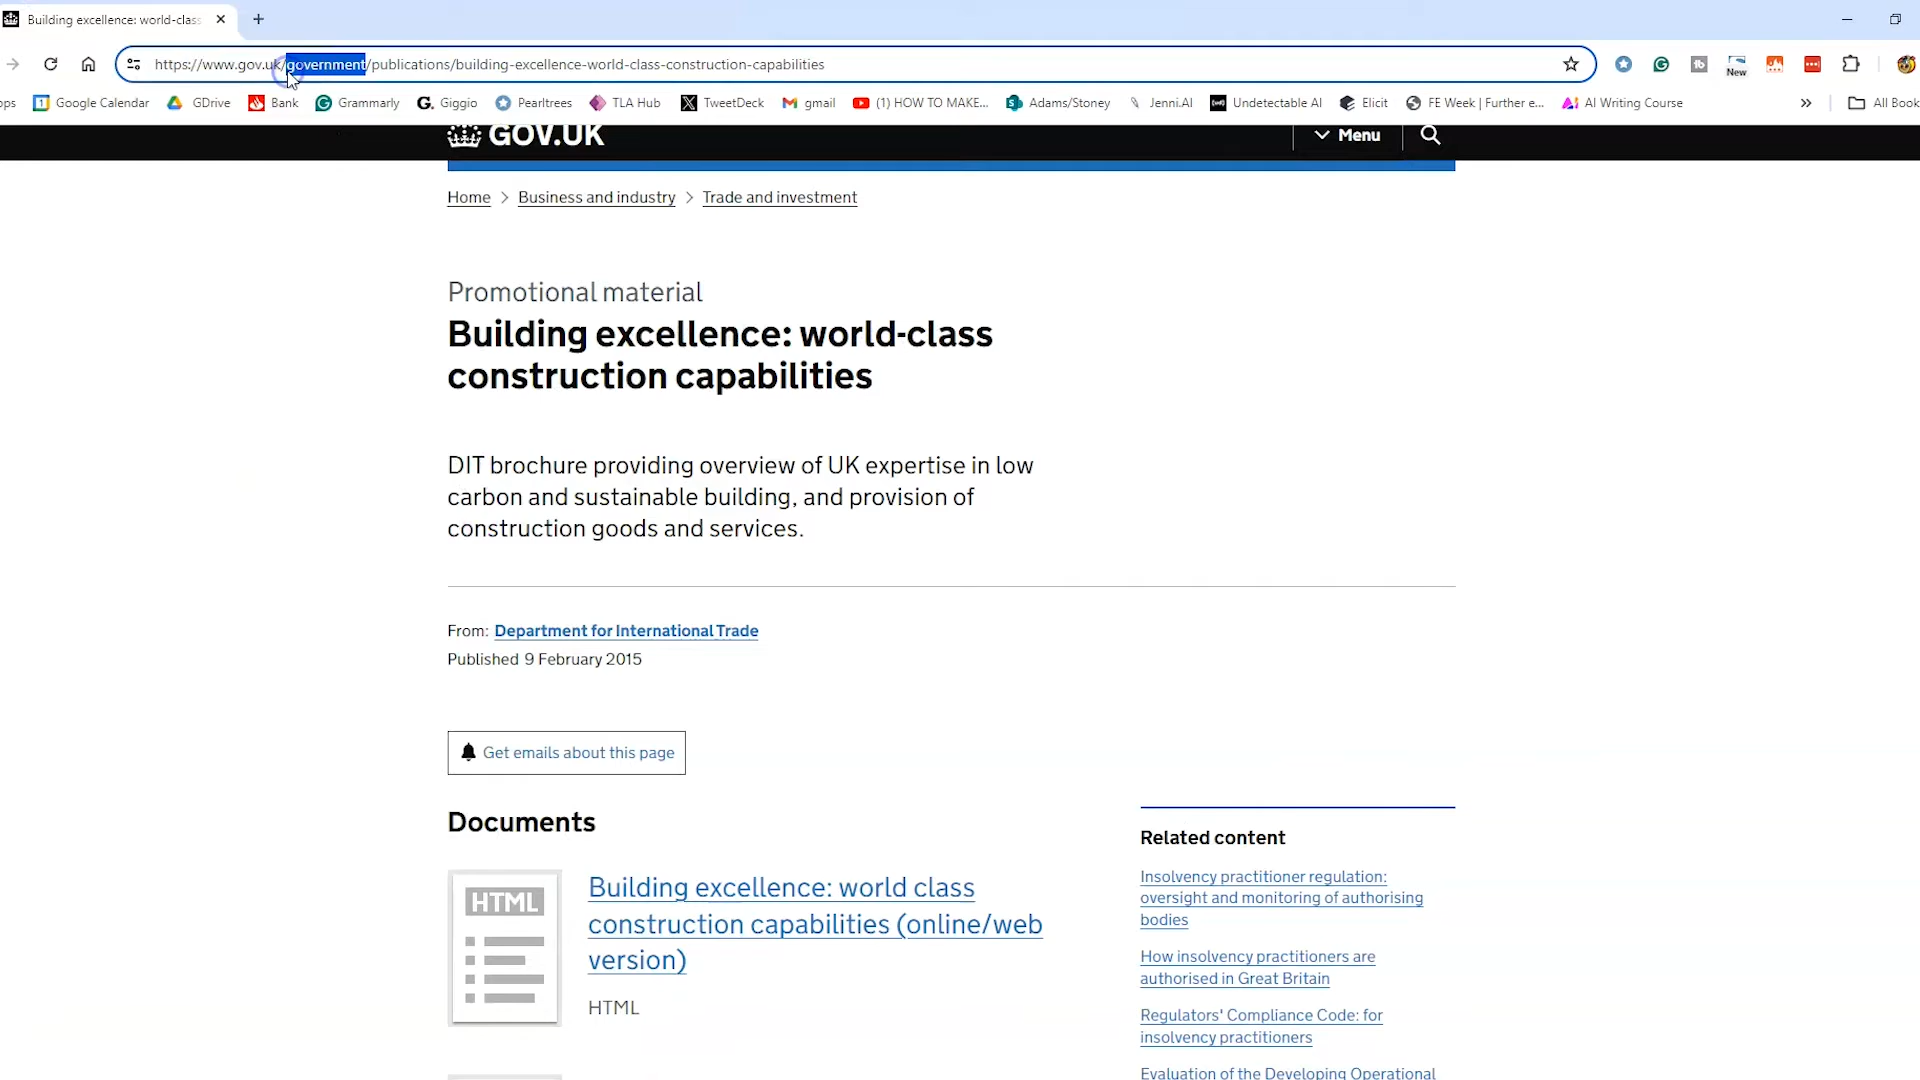 Building excellence: world-clas
https://www.gov.uk/government/publications/building-excellence-world-class-construction-capabilities
New
ps
Google Calendar
GDrive
Bank
Grammarly
G. Giggio
Pearltrees
TLA Hub
TweetDeck
gmail
(1) HOW TO MAKE...
Adams/Stoney
Jenni.AI
Undetectable AI
Elicit
FE Week | Further e...
AI Writing Course
»
All Book
GOV.UK
Menu
Home > Business and industry > Trade and investment
Promotional material
Building excellence: world-class
construction capabilities
DIT brochure providing overview of UK expertise in low
carbon and sustainable building, and provision of
construction goods and services.
From: Department for International Trade
Published 9 February 2015
Get emails about this page
Documents
HTML
Building excellence: world class
construction capabilities (online/web
version)
HTML
Related content
Insolvency practitioner regulation:
oversight and monitoring of authorising
bodies
How insolvency practitioners are
authorised in Great Britain
Regulators' Compliance Code: for
insolvency practitioners
Evaluation of the Developing Operational